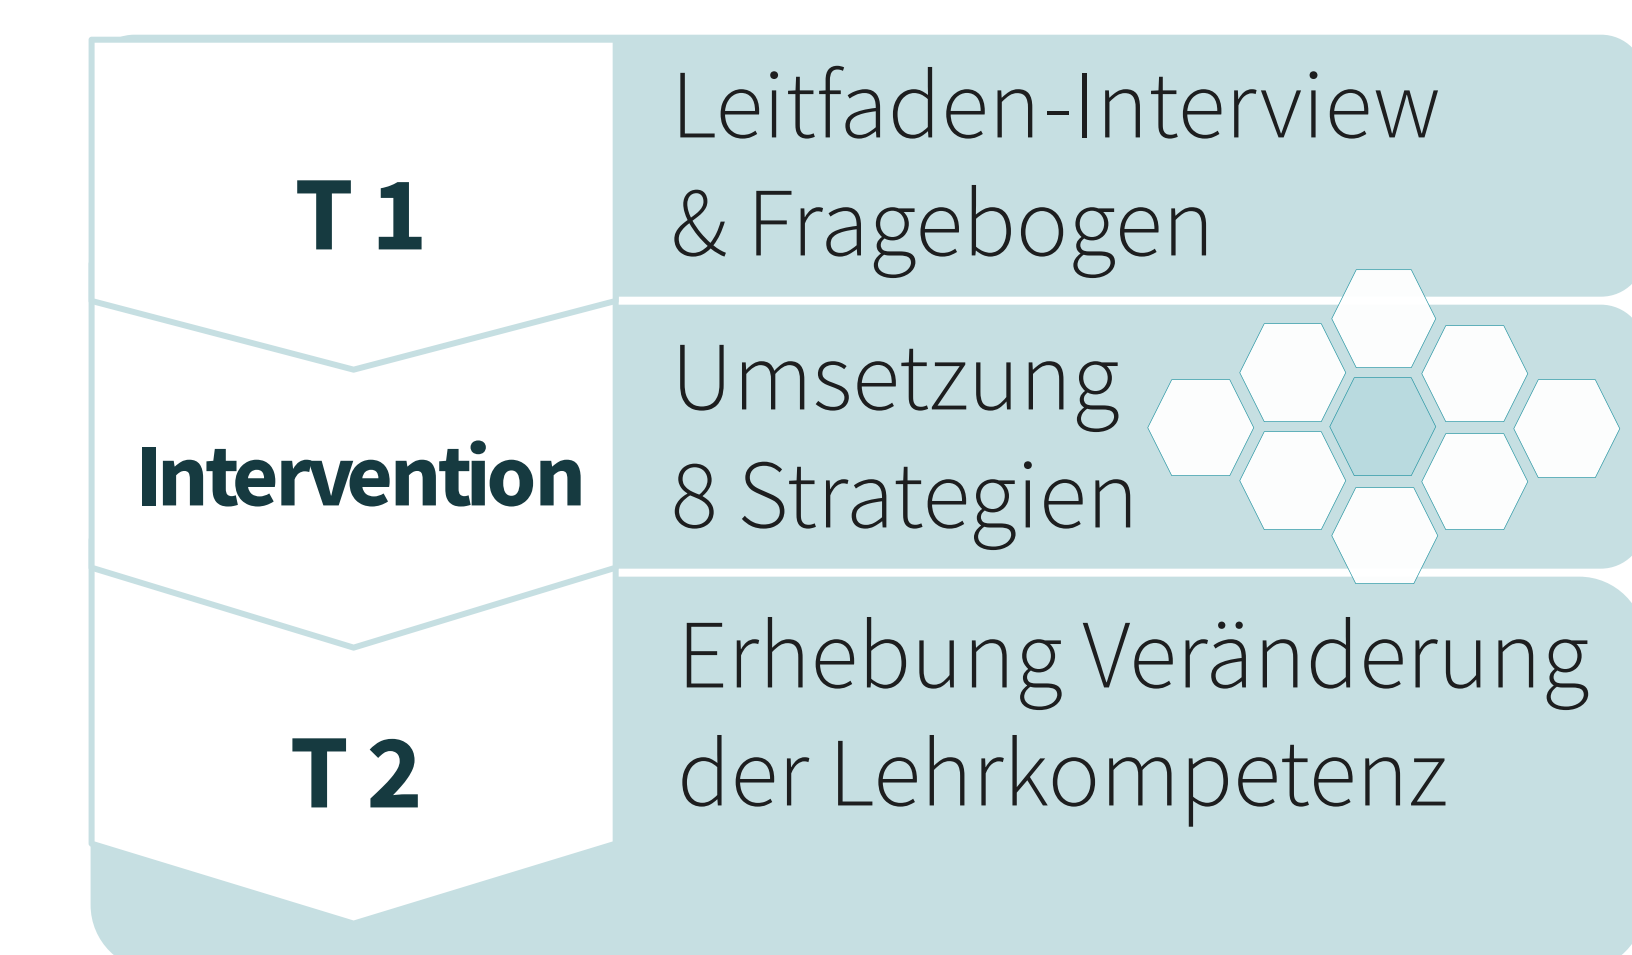 T 1
Leitfaden-Interview
& Fragebogen
Intervention
Umsetzung
8 Strategien
T 2
Erhebung Veränderung
der Lehrkompetenz